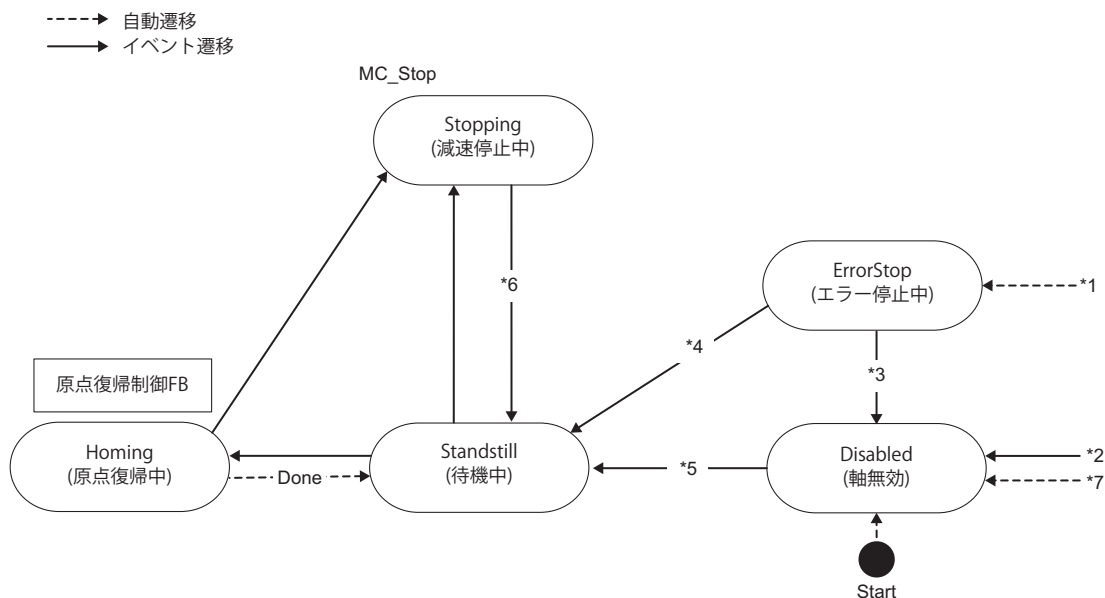 自動遷移
イベント遷移
MC_Stop
Stopping
(減速停止中)
ErrorStop
(エラー停止中)
*1
*6
*4
*3
原点復帰制御FB
Homing
(原点復帰中)
Done
Standstill
(待機中)
*5
Disabled
(軸無効)
*2
*7
Start